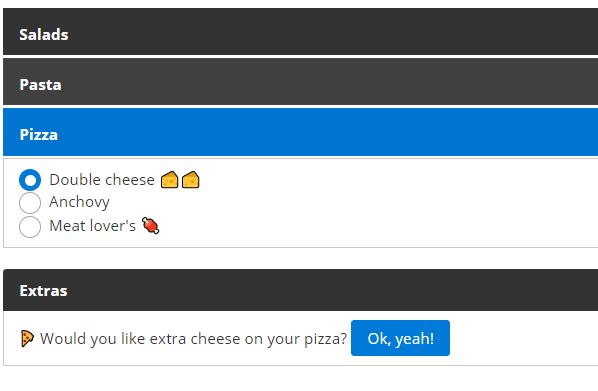 Salads
Pasta
Pizza
Double cheese 🧀🧀
Anchovy
Meat lover's 🍖
Extras
🍕 Would you like extra cheese on your pizza? Ok, yeah!